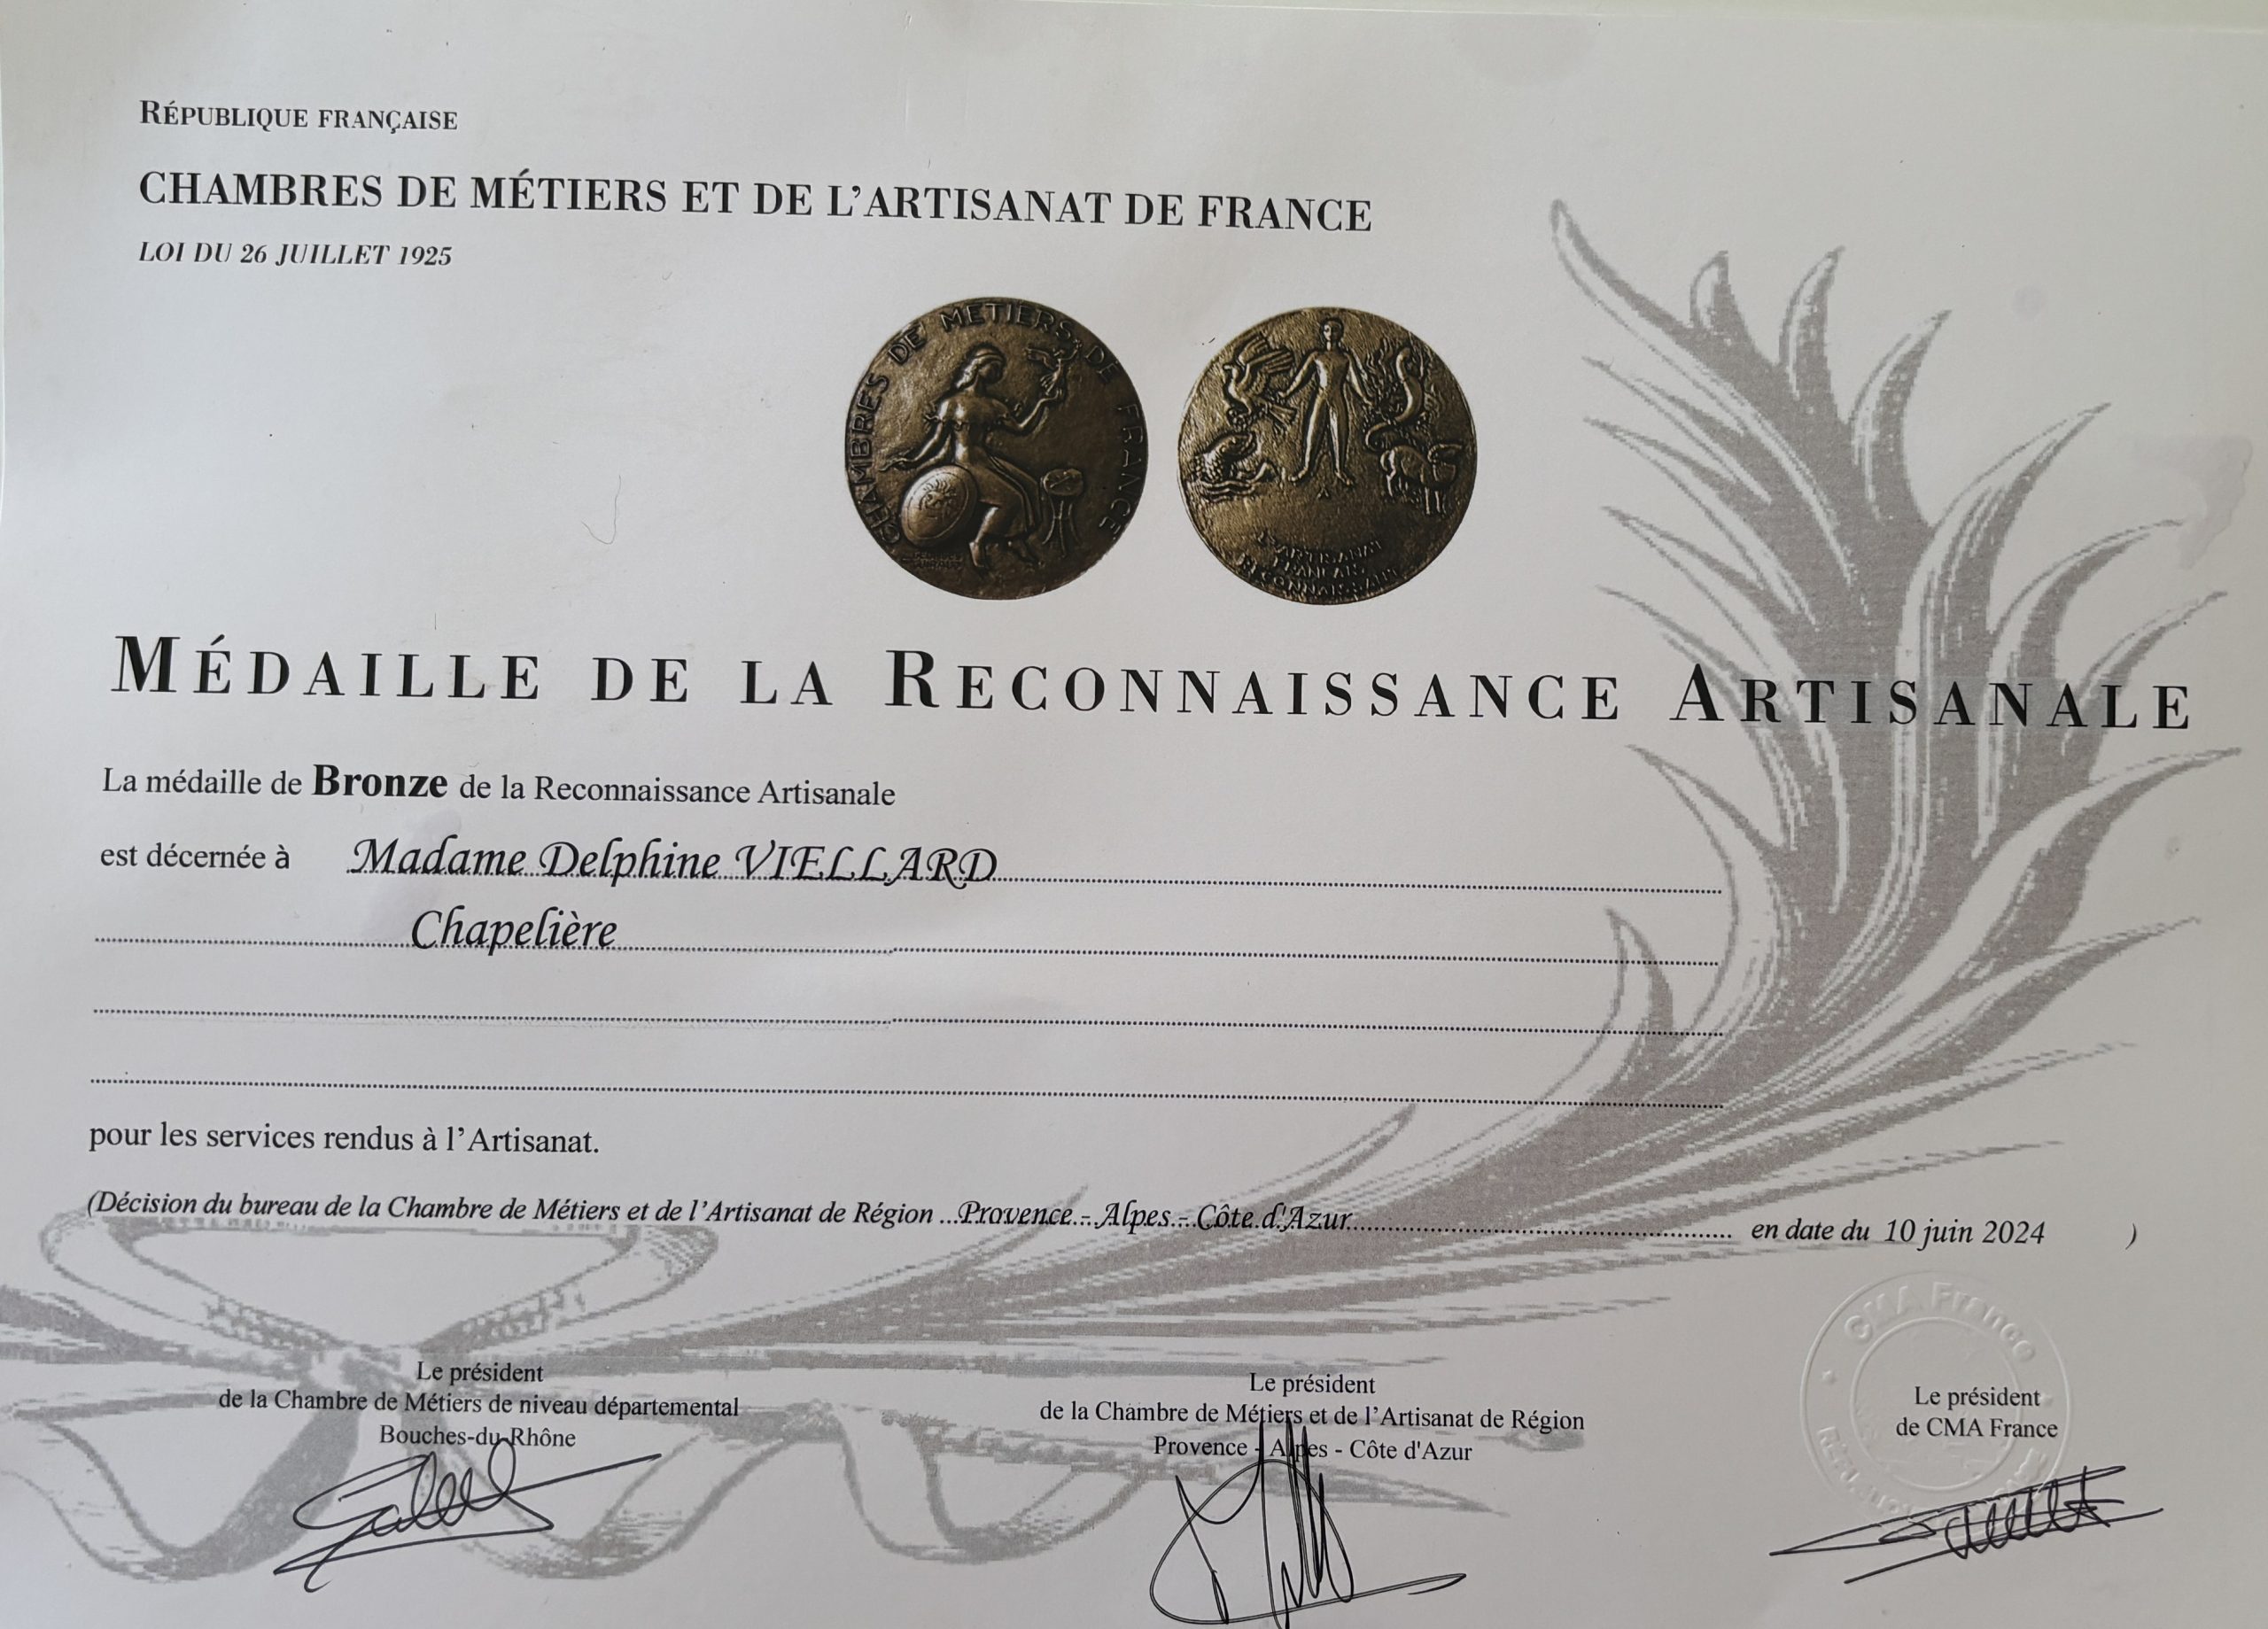 RÉPUBLIQUE FRANÇAISE
CHAMBRES DE MÉTIERS ET DE L'ARTISANAT DE FRANCE
LOI DU 26 JUILLET 1925
CHAMBRES DE METIERS DE FRANCE
L'ARTISANAT
FRANÇAIS
RECONNAISSANT
MÉDAILLE DE LA RECONNAISSANCE ARTISANALE
La médaille de Bronze de la Reconnaissance Artisanale
est décernée à Madame Delphine VIELLARD
Chapelière
pour les services rendus à l'Artisanat.
(Décision du bureau de la Chambre de Métiers et de l'Artisanat de Région Provence - Alpes - Côte d'Azur en date du 10 juin 2024 )
Le président
de la Chambre de Métiers de niveau départemental
Bouches-du-Rhône
Le président
de la Chambre de Métiers et de l'Artisanat de Région
Provence - Alpes - Côte d'Azur
CMA France
Le président
de CMA France